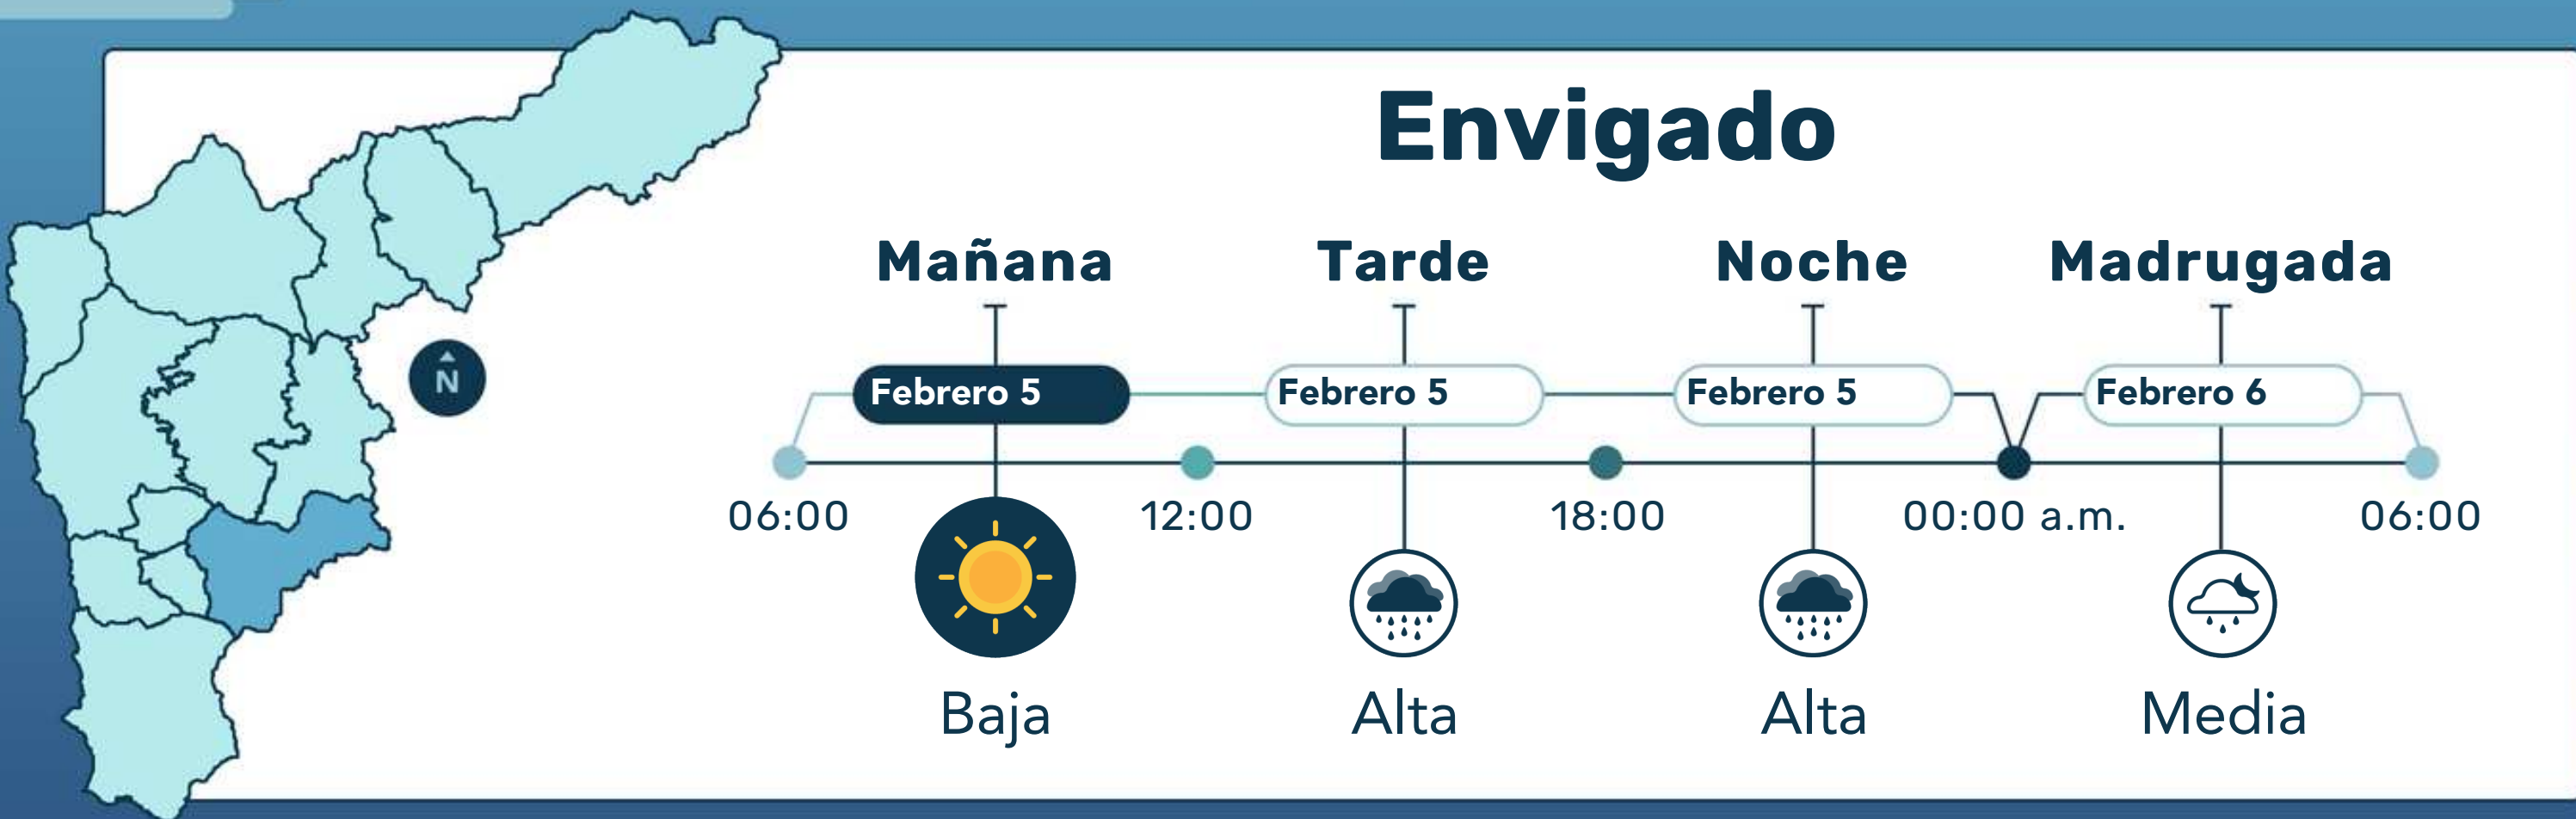 Envigado
Mañana Tarde Noche Madrugada
N
Febrero 5 Febrero 5 Febrero 5 Febrero 6
06:00 12:00 18:00 00:00 a.m. 06:00
Baja Alta Alta Media